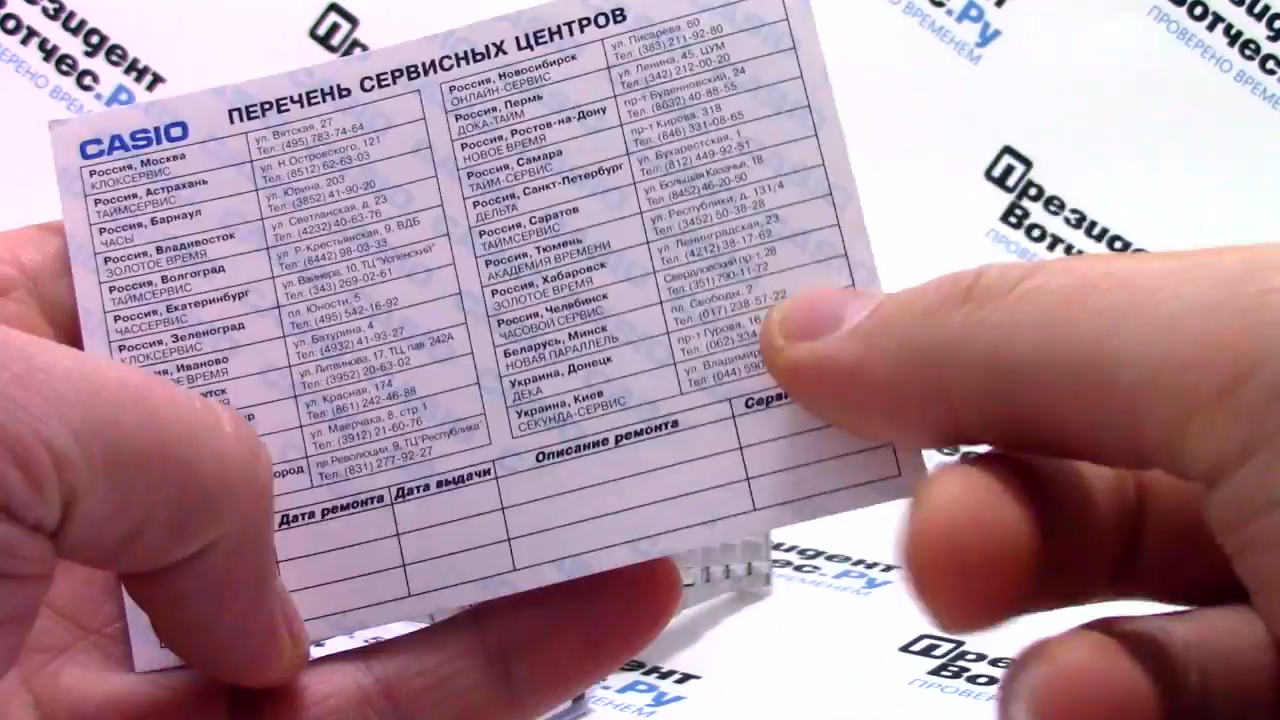 ПЕРЕЧЕНЬ СЕРВИСНЫХ ЦЕНТРОВ
CASIO
Россия, Москва
КЛОКСЕРВИС
ул. Вятская, 27
Тел: (495) 783-74-64
Россия, Астрахань
ТАЙМСЕРВИС
ул. Н.Островского, 121
Тел: (8512) 62-63-03
Россия, Барнаул
ЧАСЫ
ул. Юрина, 203
Тел: (3852) 41-90-20
Россия, Владивосток
ЗОЛОТОЕ ВРЕМЯ
ул. Светланская, д. 23
Тел: (4232) 40-63-76
Россия, Волгоград
ТАЙМСЕРВИС
ул. Р-Крестьянская, 9, ВДБ
Тел: (8442) 98-03-33
Россия, Екатеринбург
ЧАССЕРВИС
ул. Вайнера, 10, ТЦ"Успенский"
Тел: (343) 269-02-61
Россия, Зеленоград
КЛОКСЕРВИС
пл. Юности, 5
Тел: (495) 542-16-92
Иваново
ВРЕМЯ
ул. Батурина, 4
Тел: (4932) 41-93-27
ул. Литвинова, 17, ТЦ, пав. 242А
Тел: (3952) 20-63-02
ул. Красная, 174
Тел: (861) 242-46-88
ул. Маерчака, 8, стр.1
Тел: (3912) 21-60-76
ород
пл.Революции, 9, ТЦ"Республика"
Тел: (831) 277-92-27
Россия, Новосибирск
ОНЛАЙН-СЕРВИС
ул. Писарева, 60
Тел: (383) 211-92-80
Россия, Пермь
ДОКА-ТАЙМ
ул. Ленина, 45, ЦУМ
Тел: (342) 212-00-20
Россия, Ростов-на-Дону
НОВОЕ ВРЕМЯ
пр-т Буденновский, 24
Тел: (8632) 40-88-55
Россия, Самара
ТАЙМ-СЕРВИС
пр-т Кирова, 318
Тел: (846) 331-08-65
Россия, Санкт-Петербург
ДЕЛЬТА
ул. Бухарестская, 1
Тел: (812) 449-92-51
Россия, Саратов
ТАЙМСЕРВИС
ул. Большая Казачья, 18
Тел: (8452) 46-20-50
Россия, Тюмень
АКАДЕМИЯ ВРЕМЕНИ
ул. Республики, д. 131/4
Тел: (3452) 50-38-28
Россия, Хабаровск
ЗОЛОТОЕ ВРЕМЯ
ул. Ленинградская, 23
Тел: (4212) 38-17-62
Россия, Челябинск
ЧАСОВОЙ СЕРВИС
Свердловский пр-т, 28
Тел: (351) 790-11-72
Беларусь, Минск
НОВАЯ ПАРАЛЛЕЛЬ
пл. Свободы, 2
Тел: (017) 238-57-22
Украина, Донецк
ДЕКА
пр-т Гурова, 18
Тел: (062) 334
Украина, Киев
СЕКУНДА-СЕРВИС
ул. Владимир
Тел: (044) 590
Дата ремонта Дата выдачи Описание ремонта Серви
Президент
Вотчес.Ру
ПРОВЕРЕНО ВРЕМЕНЕМ